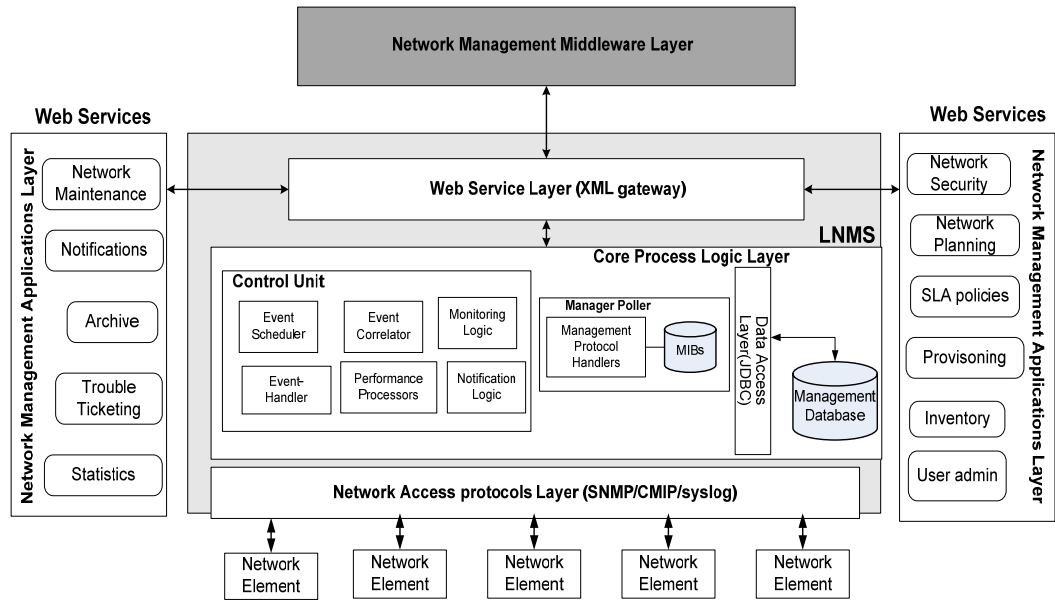 Network Management Middleware Layer
Web Services
Network Management Applications Layer
Network
Maintenance
Notifications
Archive
Trouble
Ticketing
Statistics
Web Service Layer (XML gateway)
LNMS
Core Process Logic Layer
Control Unit
Event
Scheduler
Event
Correlator
Monitoring
Logic
Event-
Handler
Performance
Processors
Notification
Logic
Manager Poller
Management
Protocol
Handlers
MIBs
Data Access
Layer(JDBC)
Management
Database
Network Access protocols Layer (SNMP/CMIP/syslog)
Network
Element
Network
Element
Network
Element
Network
Element
Network
Element
Web Services
Network Management Applications Layer
Network
Security
Network
Planning
SLA policies
Provisoning
Inventory
User admin